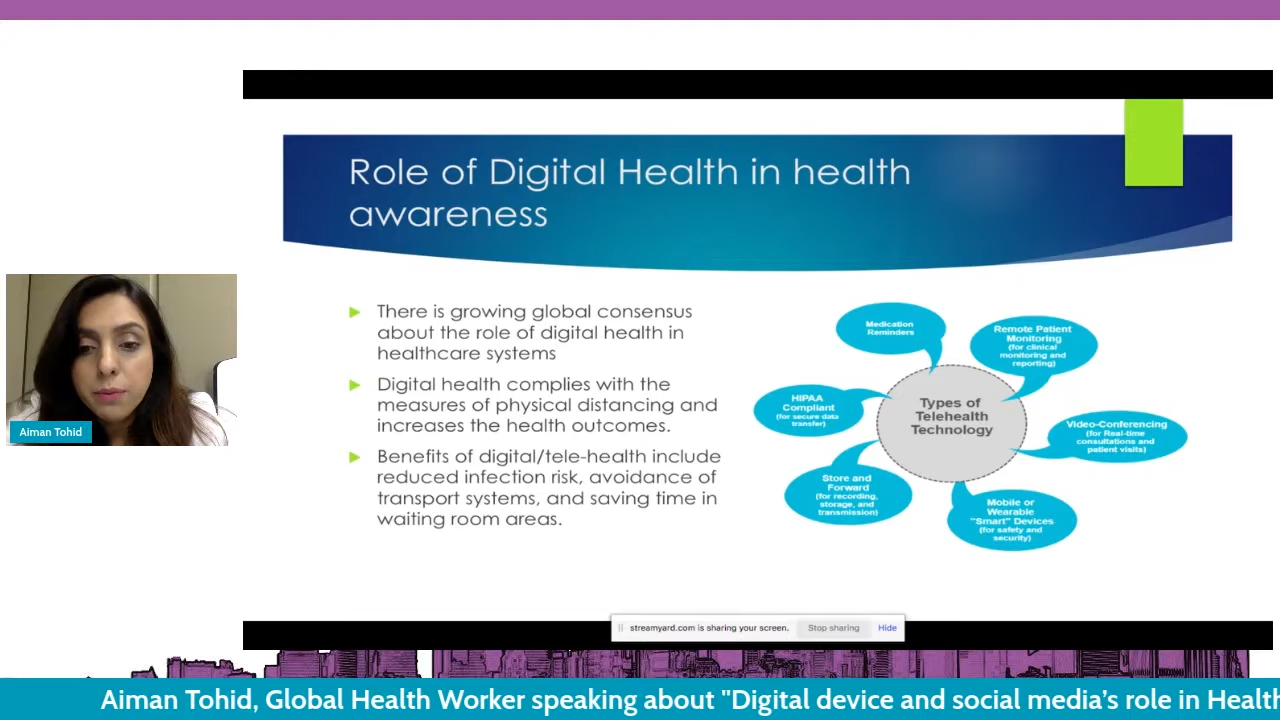 Role of Digital Health in health
awareness
There is growing global consensus
about the role of digital health in
healthcare systems
Digital health complies with the
measures of physical distancing and
increases the health outcomes.
Benefits of digital/tele-health include
reduced infection risk, avoidance of
transport systems, and saving time in
waiting room areas.
Medication
Reminders
Remote Patient
Monitoring
(for clinical
monitoring and
reporting)
HIPAA
Compliant
(for secure data
transfer)
Types of
Telehealth
Technology
Video-Conferencing
(for Real-time
consultations and
patient visits)
Store and
Forward
(for recording,
storage, and
transmission)
Mobile or
Wearable
"Smart" Devices
(for safety and
security)
Aiman Tohid
streamyard.com is sharing your screen. Stop sharing Hide
Aiman Tohid, Global Health Worker speaking about "Digital device and social media's role in Health